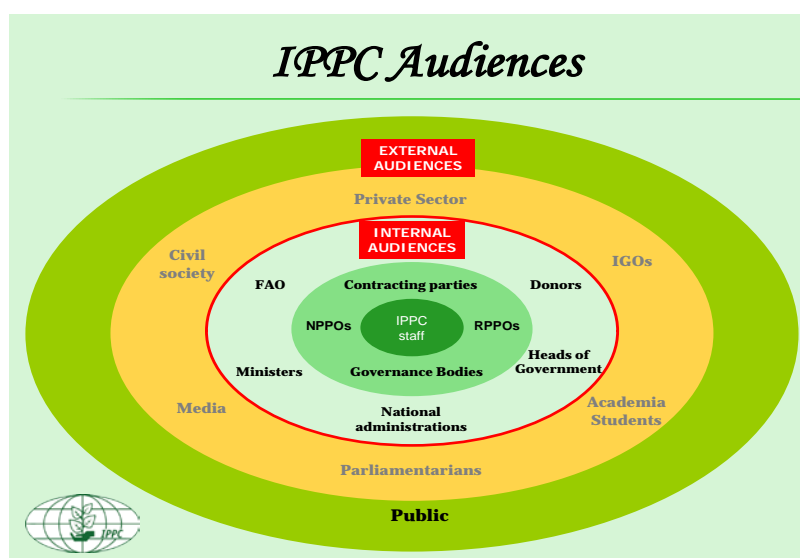 IPPC Audiences
EXTERNAL
AUDIENCES
Private Sector
INTERNAL
AUDIENCES
Civil
society
IGOs
FAO
Contracting parties
Donors
NPPOs
IPPC
staff
RPPOs
Heads of
Government
Ministers
Governance Bodies
Media
National
administrations
Academia
Students
Parliamentarians
Public
IPPC